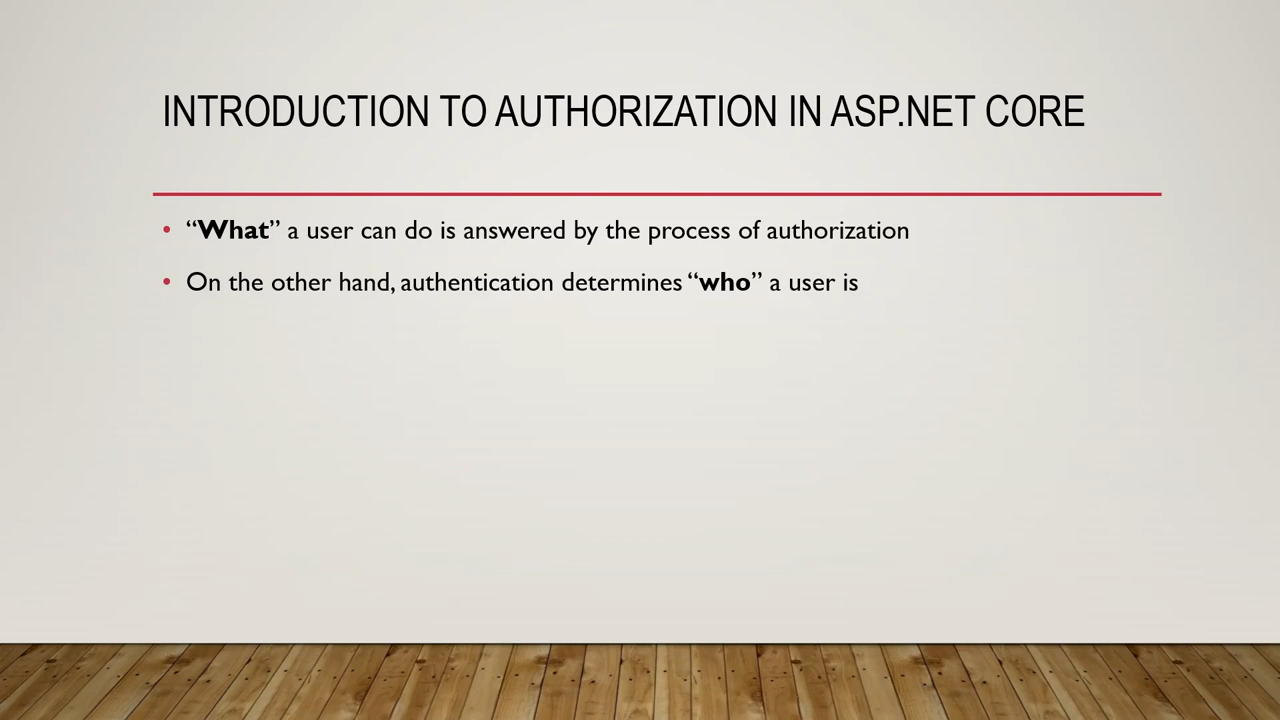 INTRODUCTION TO AUTHORIZATION IN ASP.NET CORE
• “What” a user can do is answered by the process of authorization
• On the other hand, authentication determines “who” a user is